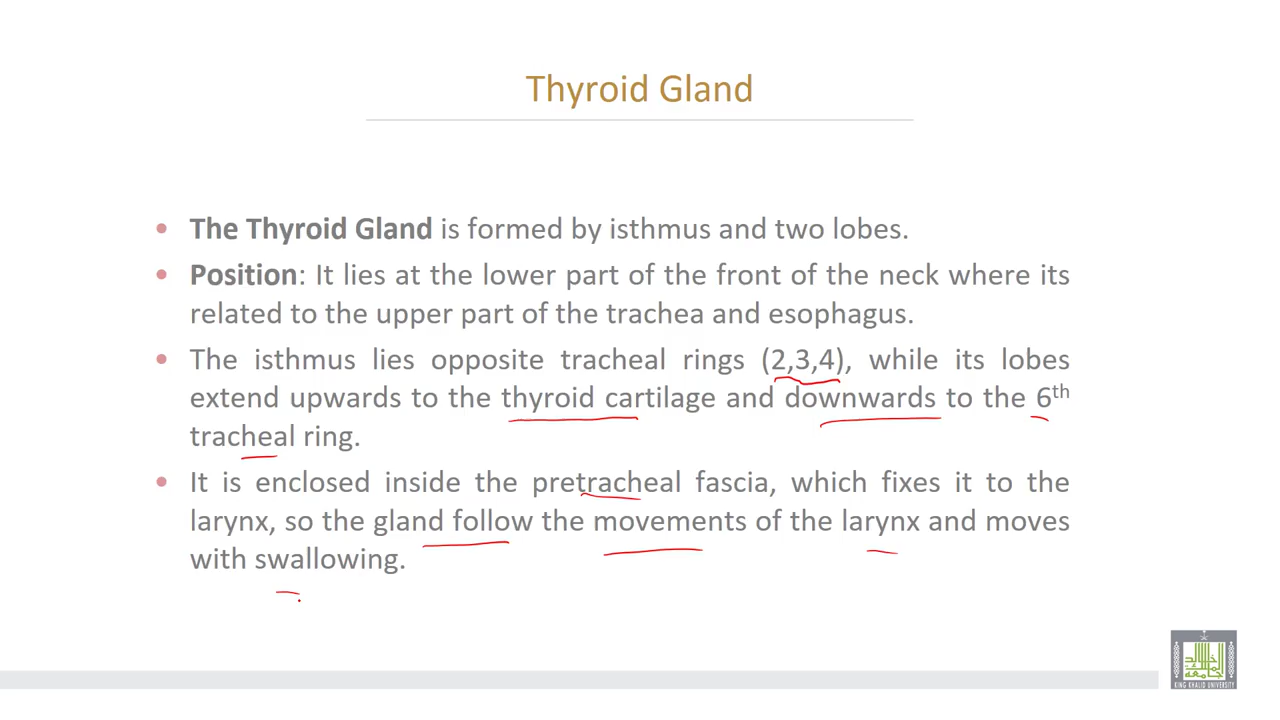 Thyroid Gland
• The Thyroid Gland is formed by isthmus and two lobes.
• Position: It lies at the lower part of the front of the neck where its
related to the upper part of the trachea and esophagus.
• The isthmus lies opposite tracheal rings (2,3,4), while its lobes
extend upwards to the thyroid cartilage and downwards to the 6th
tracheal ring.
• It is enclosed inside the pretracheal fascia, which fixes it to the
larynx, so the gland follow the movements of the larynx and moves
with swallowing.
KING KHALID UNIVERSITY